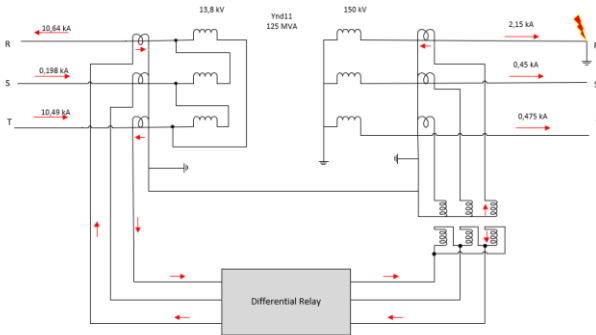 13,8 kV
Ynd11
125 MVA
150 kV
10,64 kA
2,15 kA
R
0,198 kA
0,45 kA
S
10,49 kA
0,475 kA
T
Differential Relay